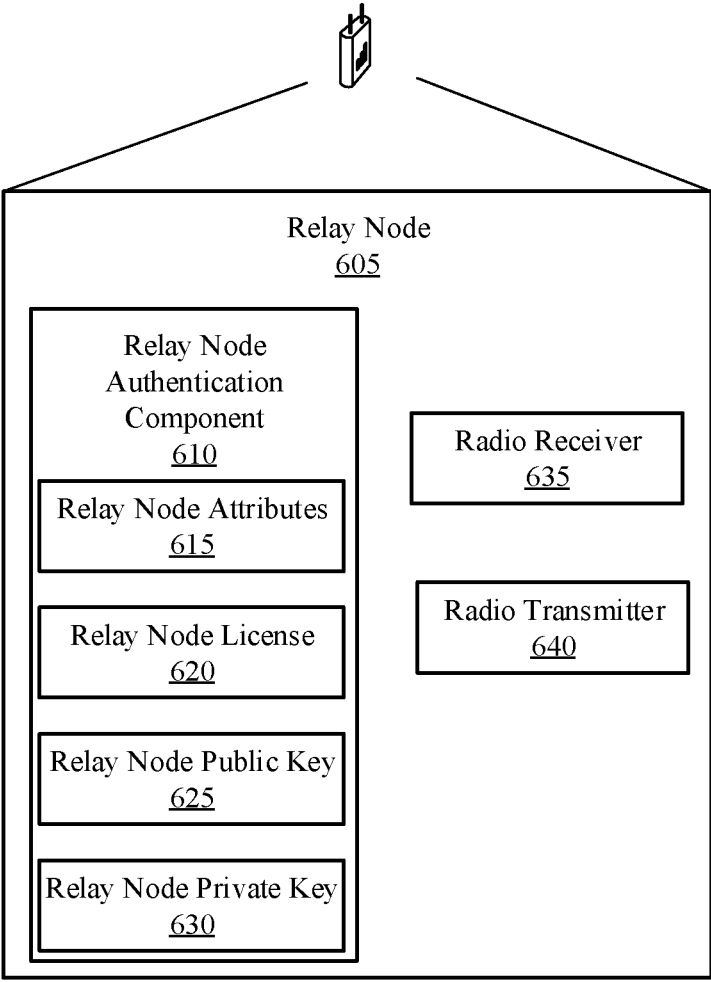 Relay Node
605
Relay Node
Authentication
Component
610
Relay Node Attributes
615
Relay Node License
620
Relay Node Public Key
625
Relay Node Private Key
630
Radio Receiver
635
Radio Transmitter
640